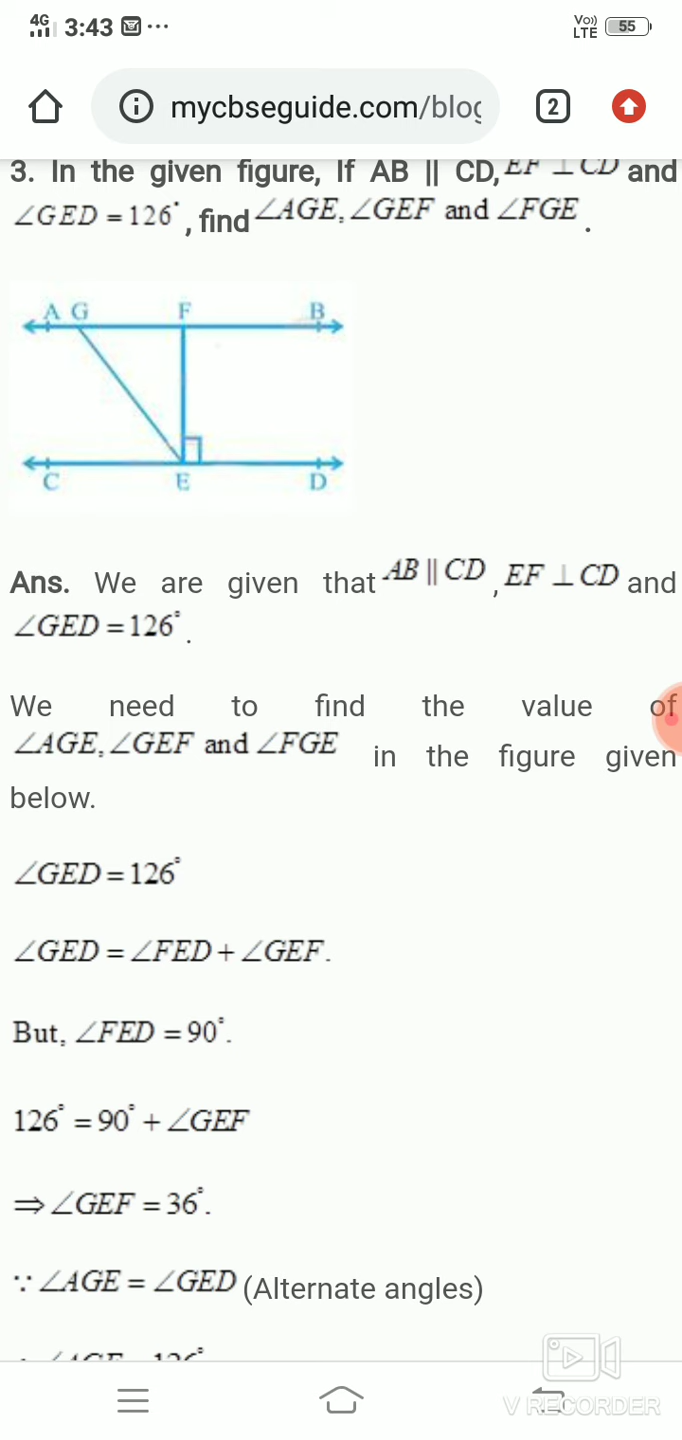 4G 3:43 ... Vo)) LTE 55
mycbseguide.com/blog 2
3. In the given figure, If AB || CD, EF ⊥ CD and
∠GED = 126°, find ∠AGE, ∠GEF and ∠FGE.
A G F B
C E D
Ans. We are given that AB || CD, EF ⊥ CD and
∠GED = 126°.
We need to find the value of
∠AGE, ∠GEF and ∠FGE in the figure given
below.
∠GED = 126°
∠GED = ∠FED + ∠GEF.
But, ∠FED = 90°.
126° = 90° + ∠GEF
⇒ ∠GEF = 36°.
∵ ∠AGE = ∠GED (Alternate angles)
V RECORDER